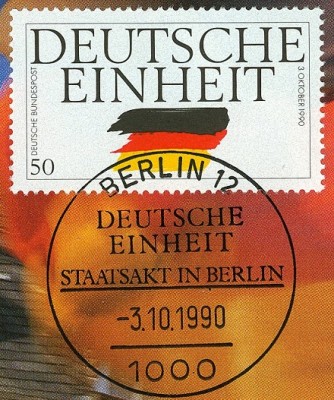 DEUTSCHE
EINHEIT
DEUTSCHE BUNDESPOST
3. OKTOBER 1990
50
BERLIN 12
DEUTSCHE
EINHEIT
STAATSAKT IN BERLIN
-3.10.1990
1000